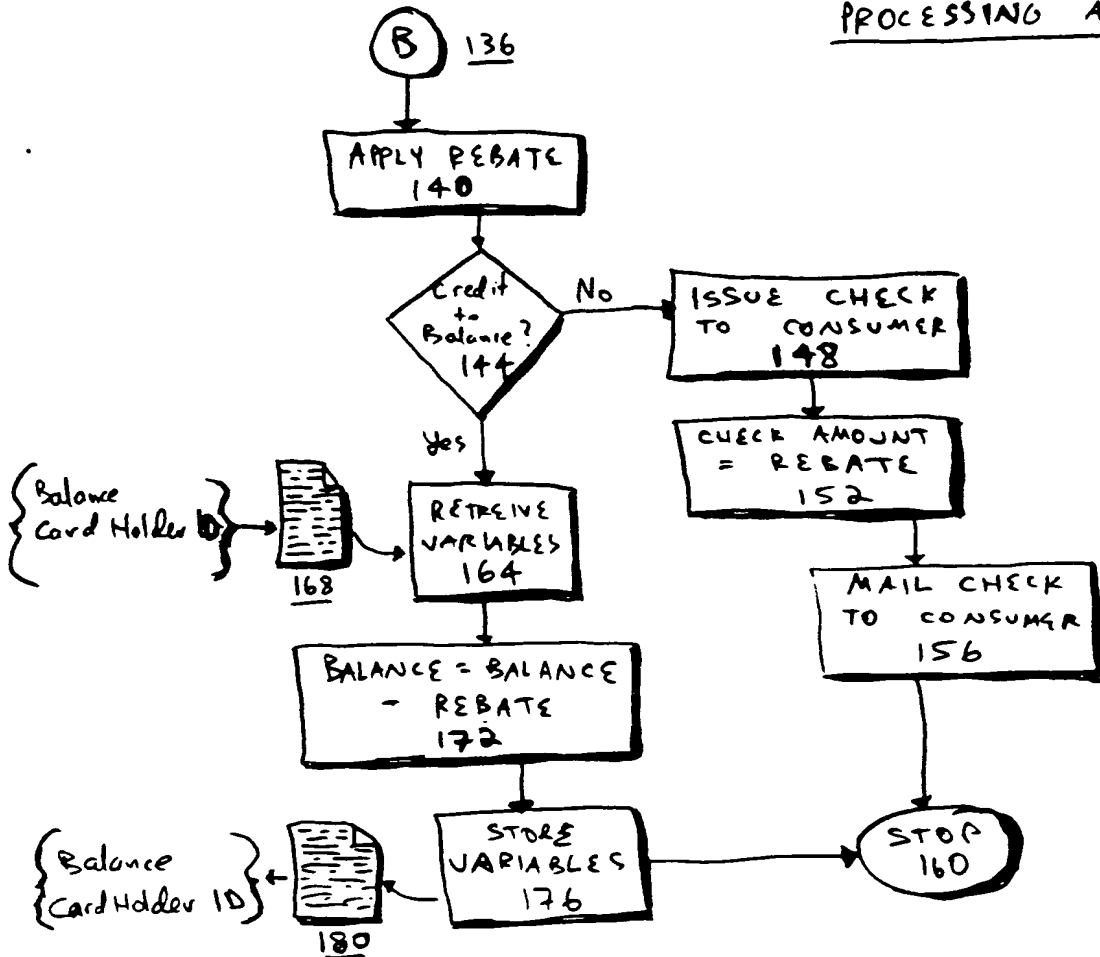 PROCESSING A
B 136
APPLY REBATE
140
Credit
to
Balance?
144
No
ISSUE CHECK
TO CONSUMER
148
CHECK AMOUNT
= REBATE
152
MAIL CHECK
TO CONSUMER
156
Yes
Balance
Card Holder ID
168
RETREIVE
VARIABLES
164
BALANCE = BALANCE
- REBATE
172
STORE
VARIABLES
176
Balance
CardHolder ID
180
STOP
160